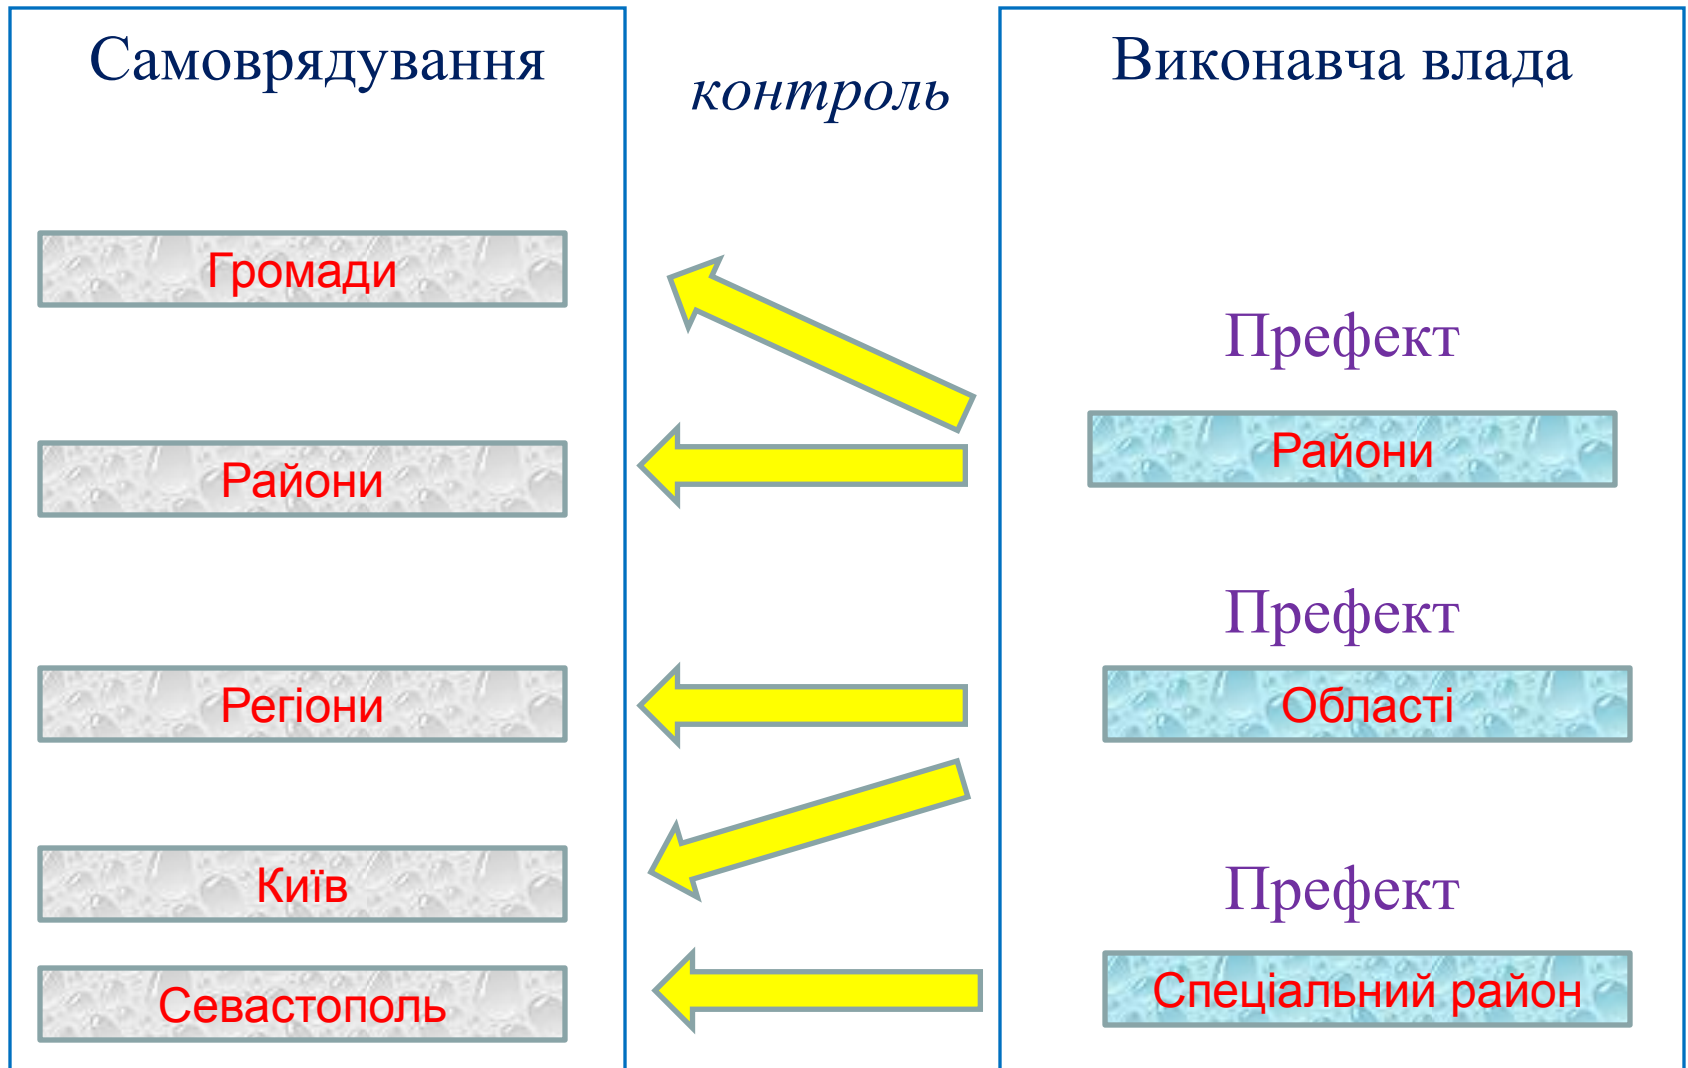 Самоврядування
Громади
Райони
Регіони
Київ
Севастополь
контроль
Виконавча влада
Префект
Райони
Префект
Області
Префект
Спеціальний район